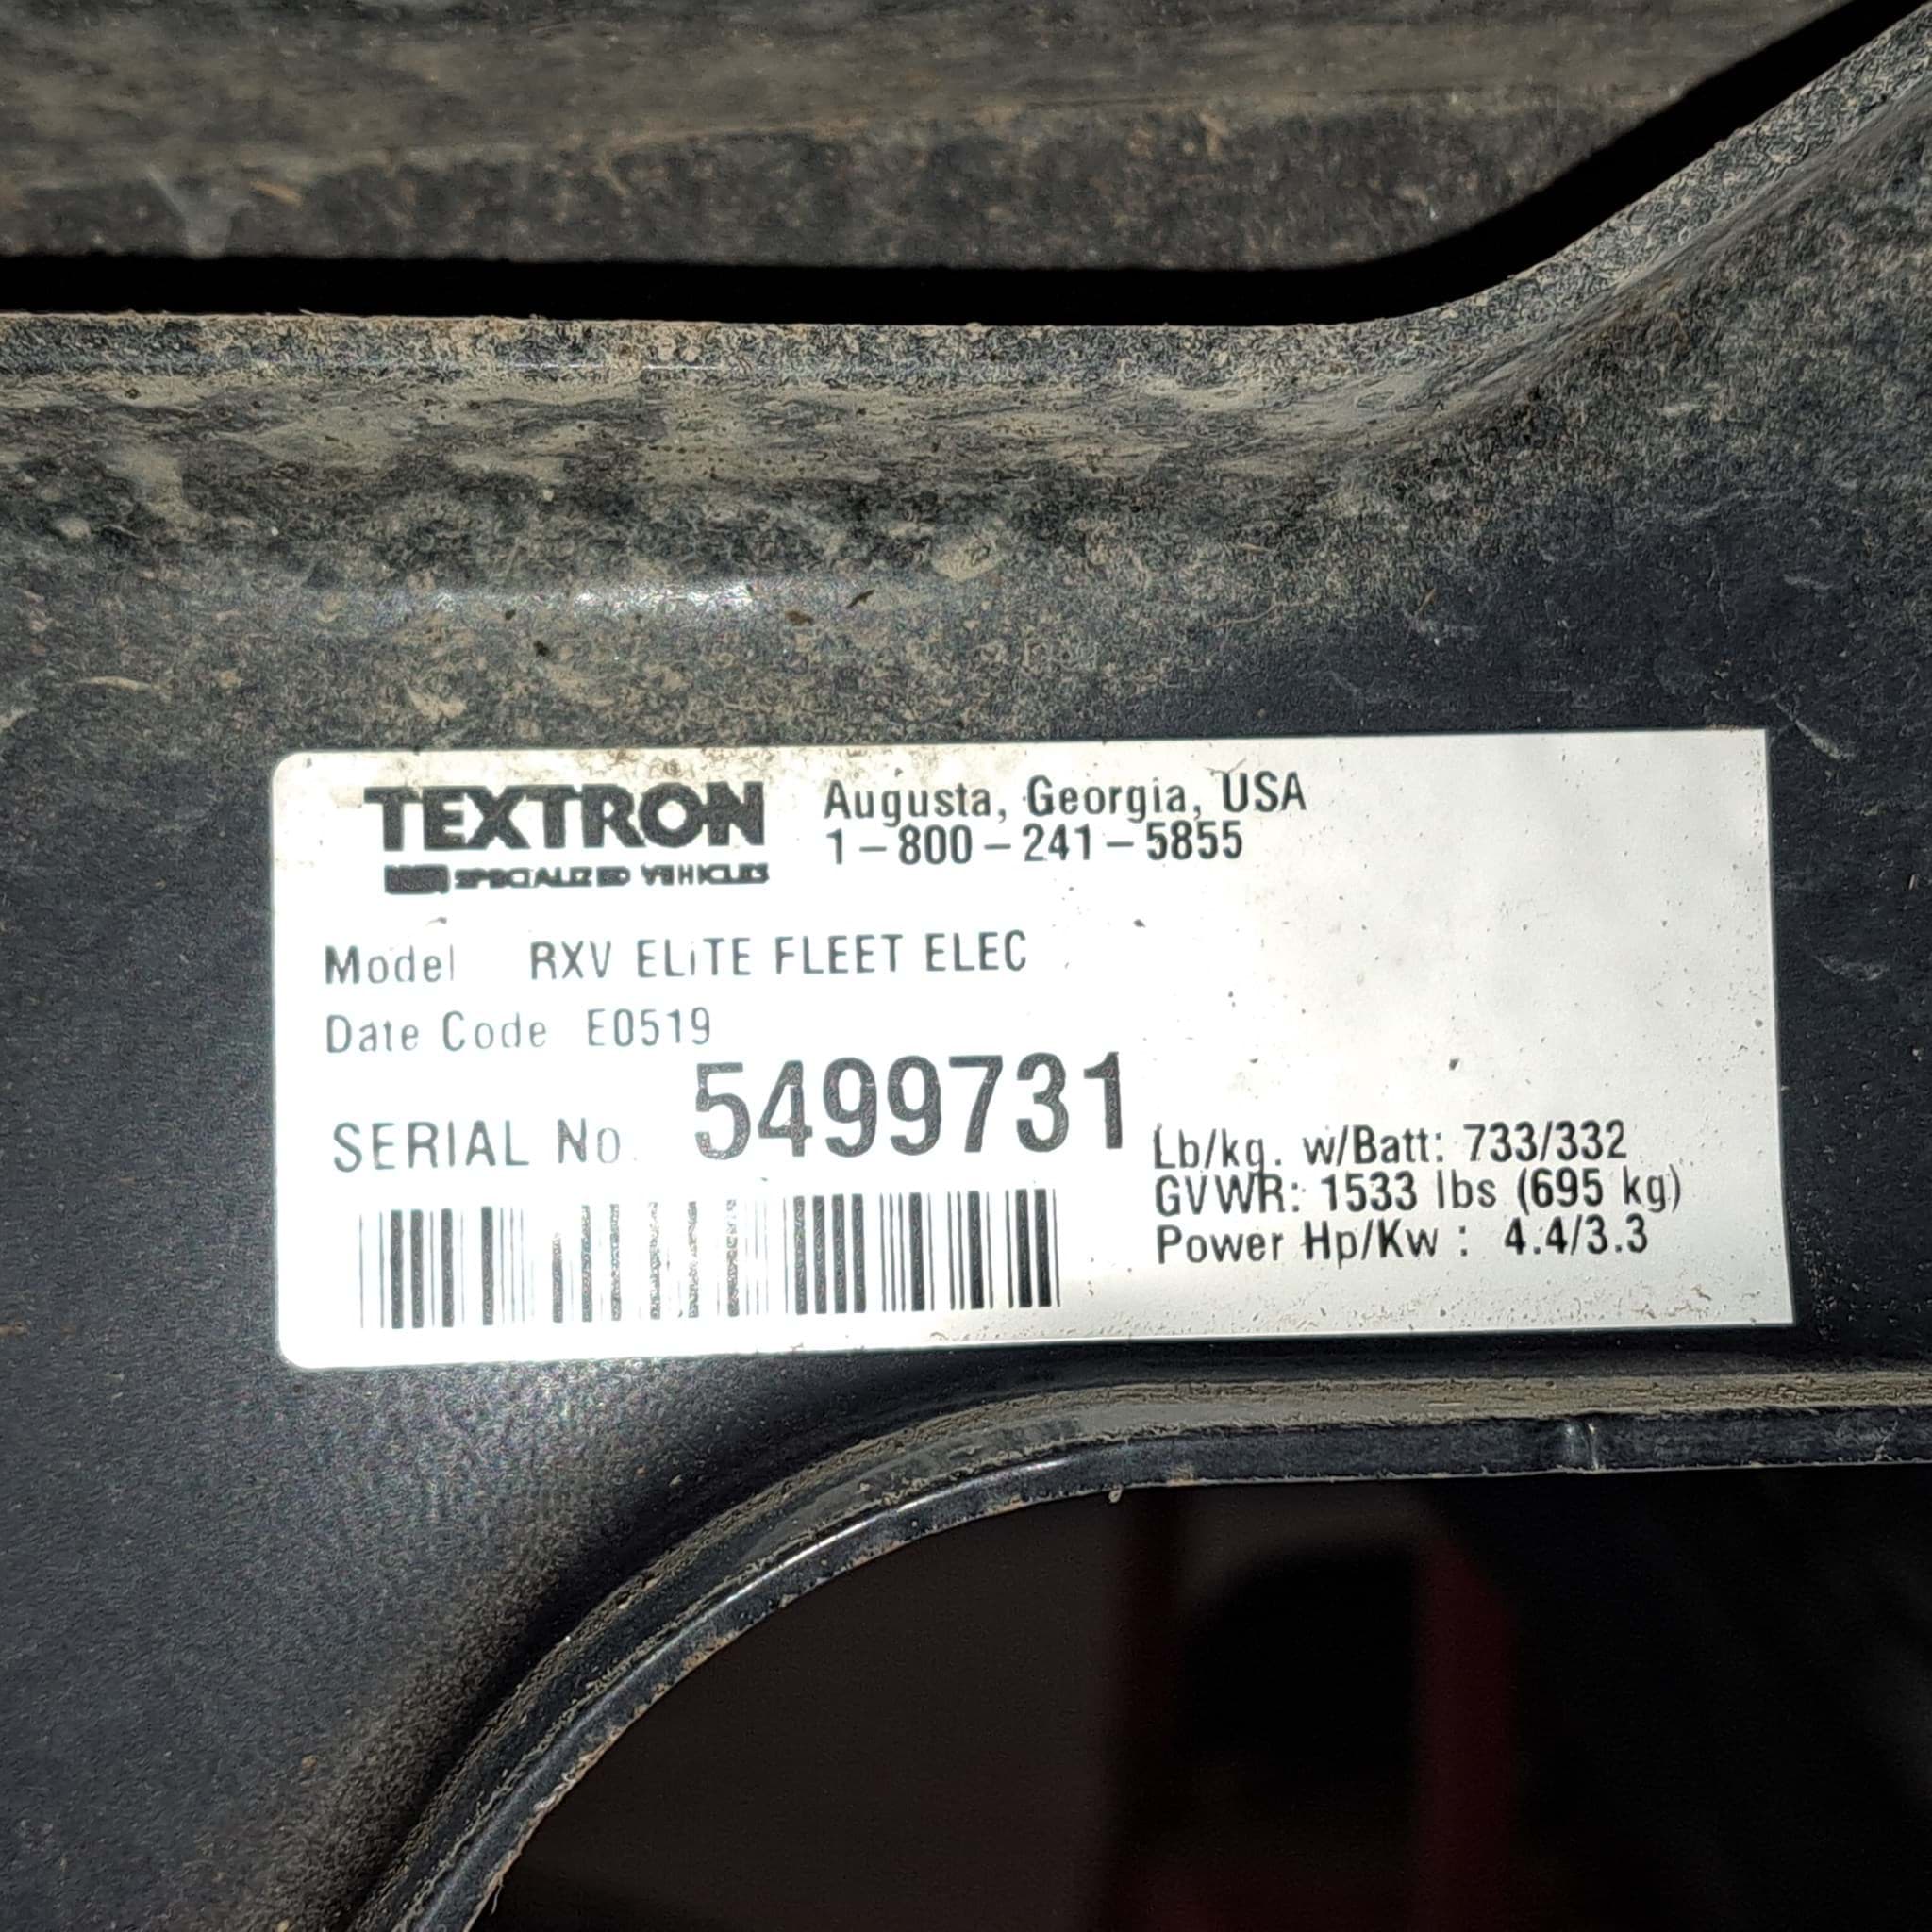 TEXTRON
SPECIALIZED VEHICLES
Augusta, Georgia, USA
1-800-241-5855
Model RXV ELiTE FLEET ELEC
Date Code E0519
SERIAL No. 5499731
Lb/kg. w/Batt: 733/332
GVWR: 1533 lbs (695 kg)
Power Hp/Kw : 4.4/3.3